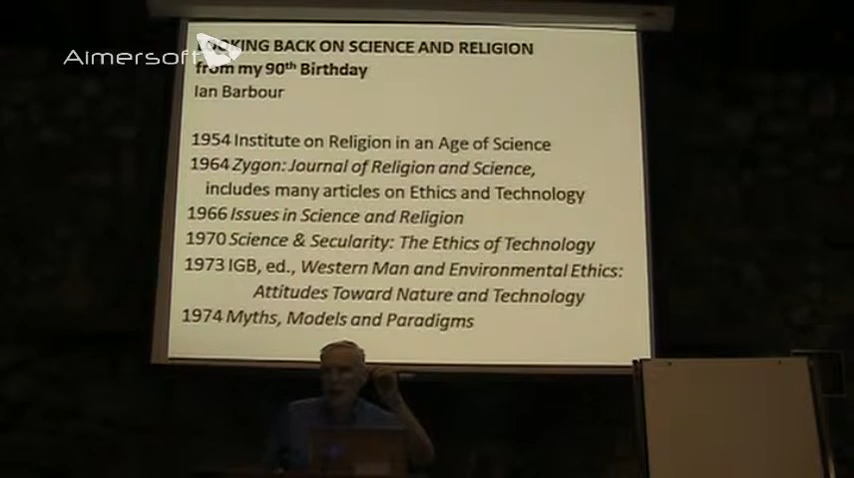 Aimersoft
LOOKING BACK ON SCIENCE AND RELIGION
from my 90th Birthday
Ian Barbour
1954 Institute on Religion in an Age of Science
1964 Zygon: Journal of Religion and Science,
includes many articles on Ethics and Technology
1966 Issues in Science and Religion
1970 Science & Secularity: The Ethics of Technology
1973 IGB, ed., Western Man and Environmental Ethics:
Attitudes Toward Nature and Technology
1974 Myths, Models and Paradigms